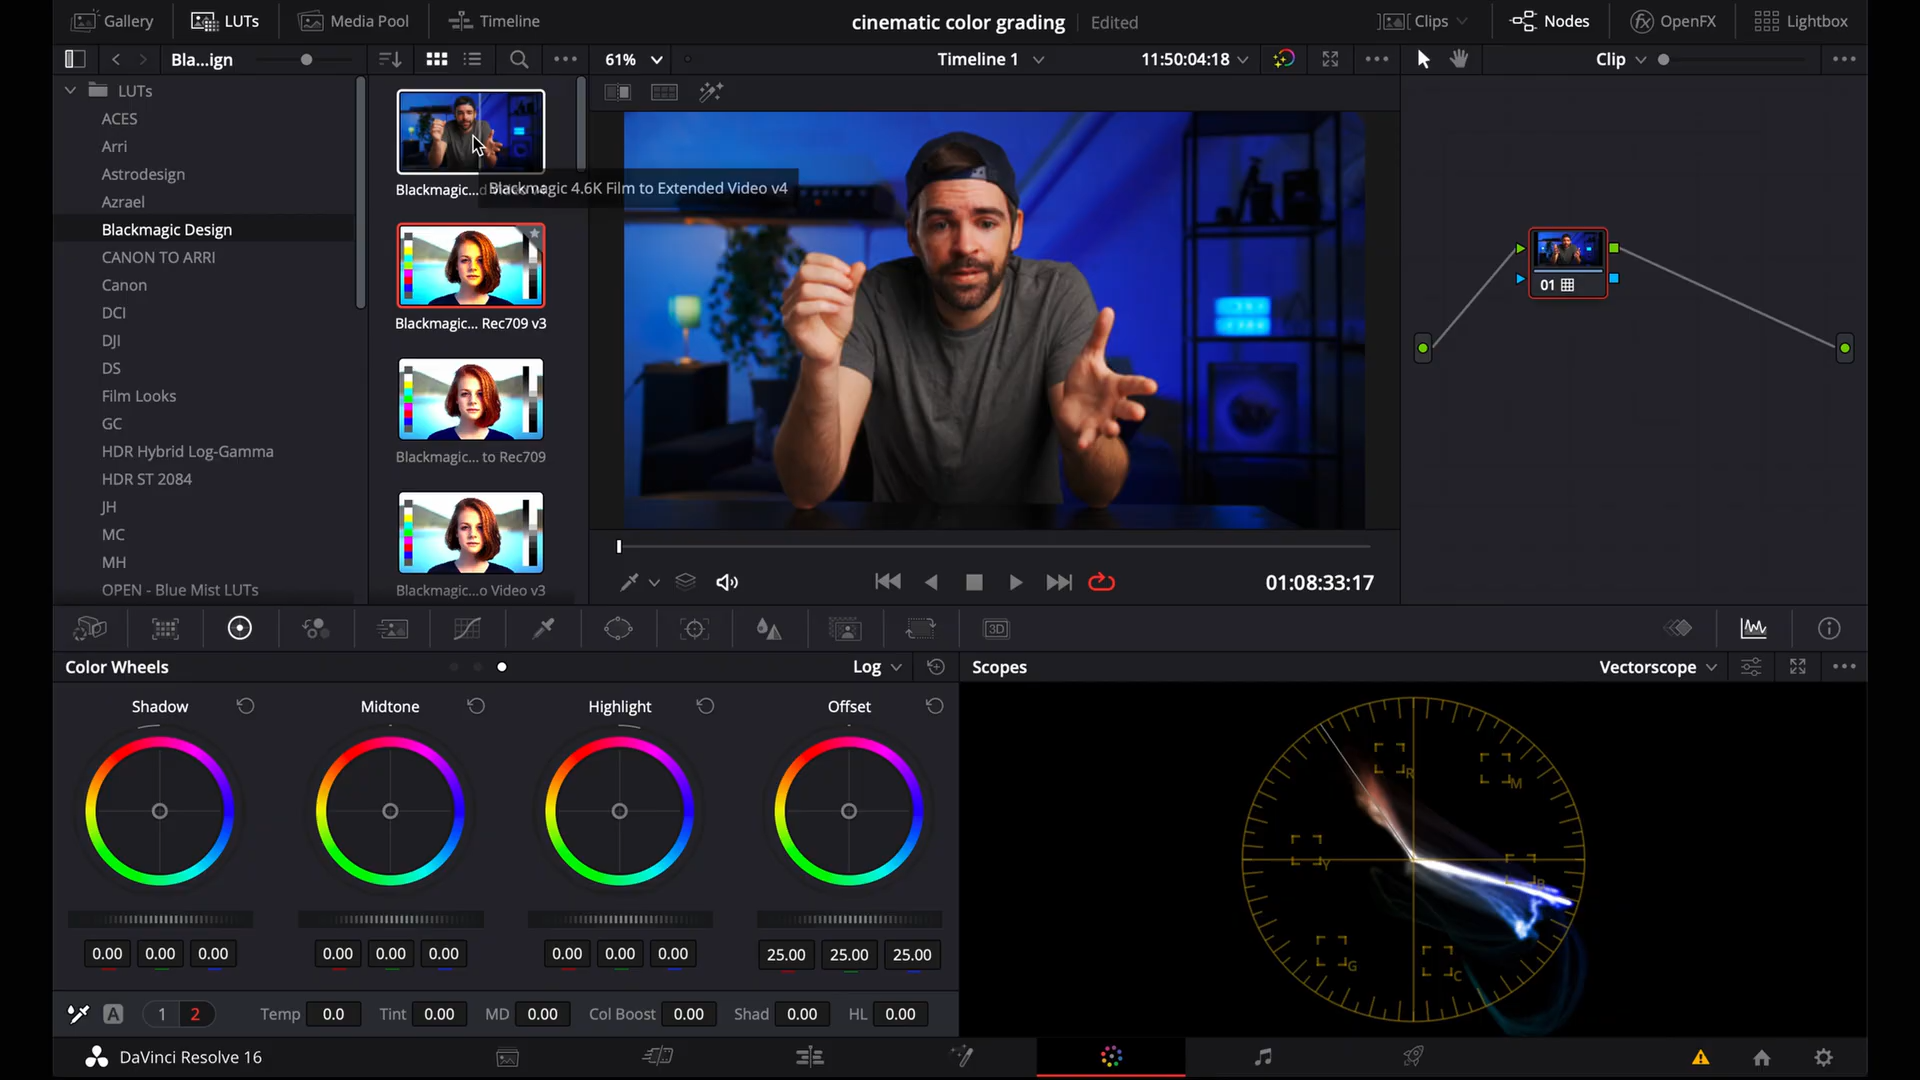 Gallery LUTs Media Pool Timeline cinematic color grading Edited Clips Nodes OpenFX Lightbox
Bla...ign 61% Timeline 1 11:50:04:18 Clip
LUTs
ACES
Arri
Astrodesign
Azrael
Blackmagic Design
CANON TO ARRI
Canon
DCI
DJI
DS
Film Looks
GC
HDR Hybrid Log-Gamma
HDR ST 2084
JH
MC
MH
OPEN - Blue Mist LUTs
Blackmagic...
Blackmagic 4.6K Film to Extended Video v4
Blackmagic... Rec709 v3
Blackmagic... to Rec709
Blackmagic...o Video v3
01
01:08:33:17
3D
Color Wheels Log Scopes Vectorscope
Shadow Midtone Highlight Offset
R M
Y B
G C
0.00 0.00 0.00 0.00 0.00 0.00 0.00 0.00 0.00 25.00 25.00 25.00
A 1 2 Temp 0.0 Tint 0.00 MD 0.00 Col Boost 0.00 Shad 0.00 HL 0.00
DaVinci Resolve 16